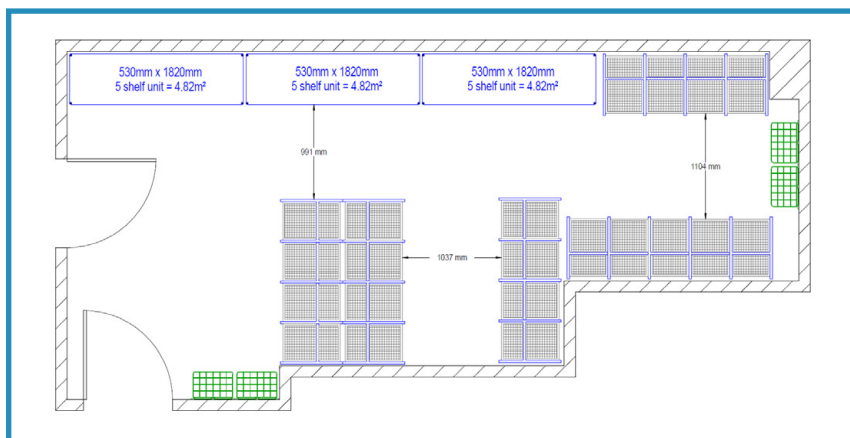 530mm x 1820mm
5 shelf unit = 4.82m²
530mm x 1820mm
5 shelf unit = 4.82m²
530mm x 1820mm
5 shelf unit = 4.82m²
991 mm
1104 mm
1037 mm